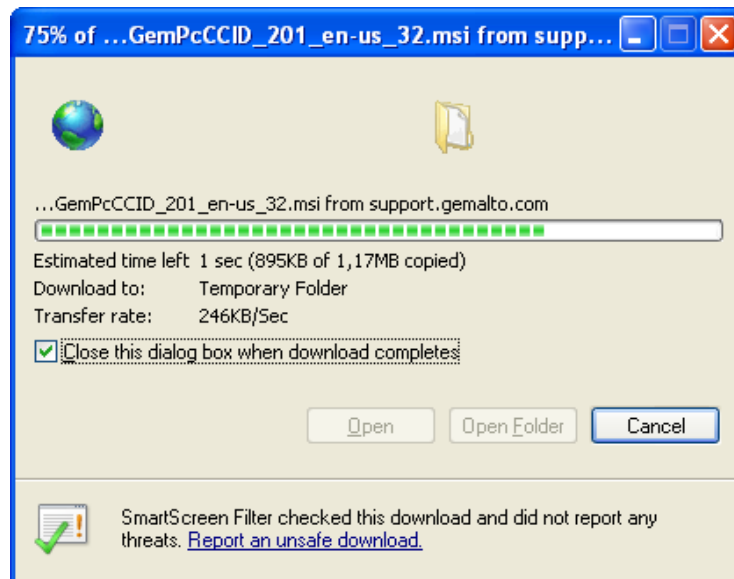 75% of ...GemPcCCID_201_en-us_32.msi from supp...
...GemPcCCID_201_en-us_32.msi from support.gemalto.com
Estimated time left 1 sec (895KB of 1,17MB copied)
Download to: Temporary Folder
Transfer rate: 246KB/Sec
Close this dialog box when download completes
Open Open Folder Cancel
SmartScreen Filter checked this download and did not report any
threats. Report an unsafe download.